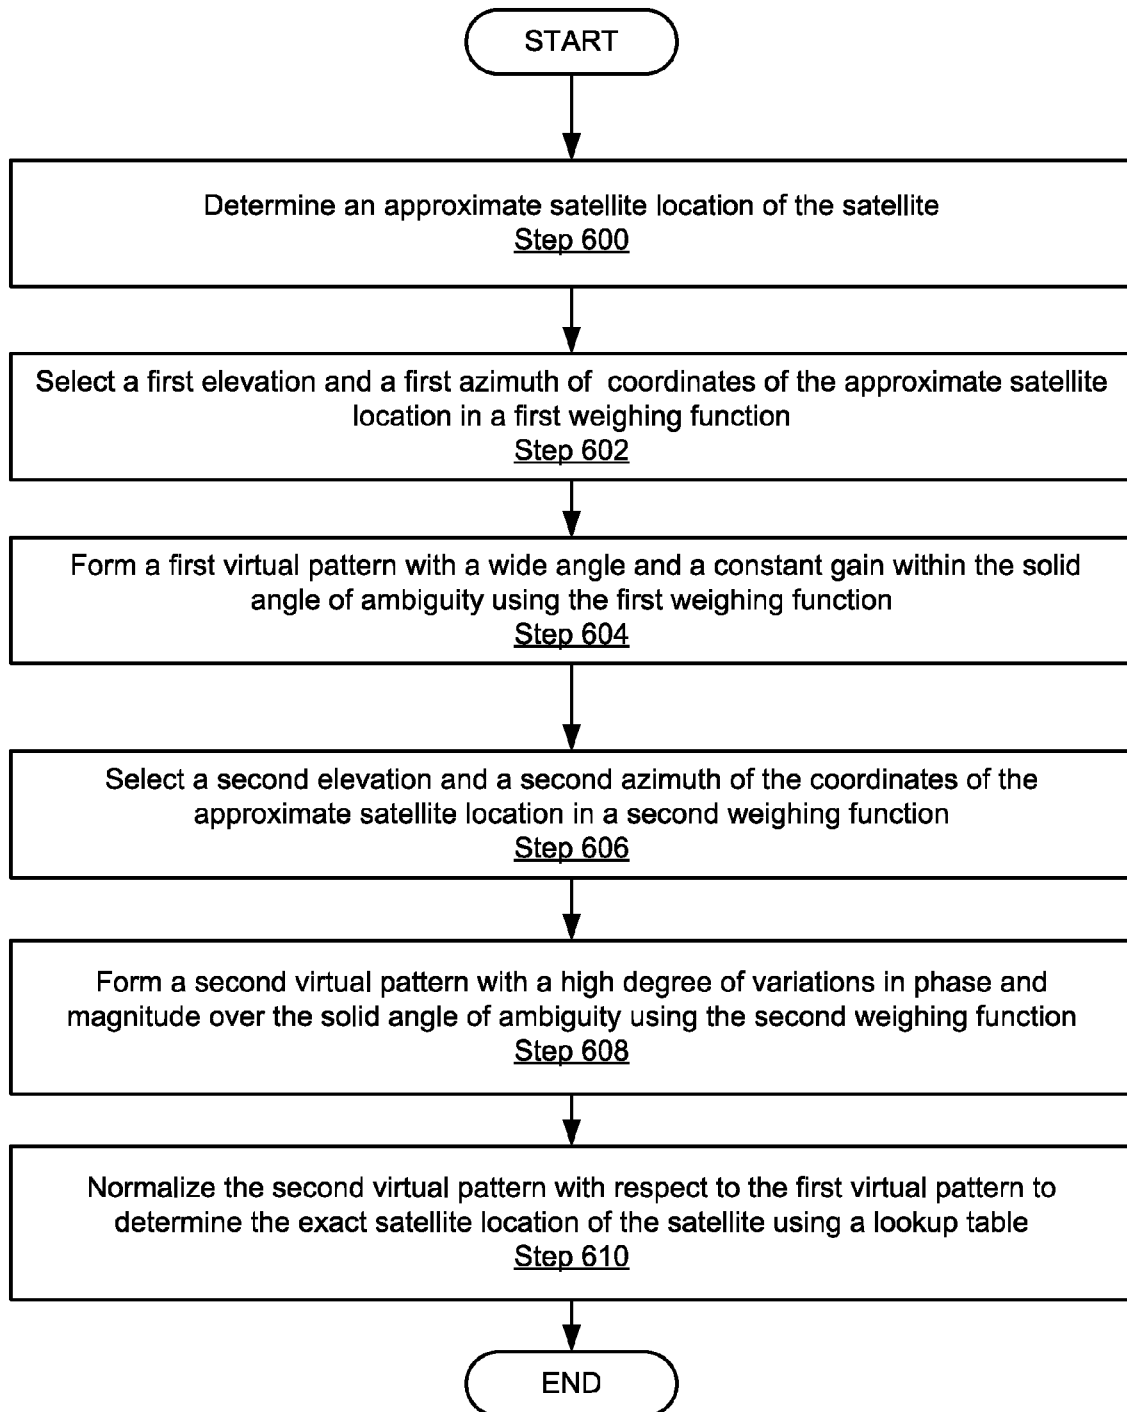 START
Determine an approximate satellite location of the satellite
Step 600
Select a first elevation and a first azimuth of  coordinates of the approximate satellite
location in a first weighing function
Step 602
Form a first virtual pattern with a wide angle and a constant gain within the solid
angle of ambiguity using the first weighing function
Step 604
Select a second elevation and a second azimuth of the coordinates of the
approximate satellite location in a second weighing function
Step 606
Form a second virtual pattern with a high degree of variations in phase and
magnitude over the solid angle of ambiguity using the second weighing function
Step 608
Normalize the second virtual pattern with respect to the first virtual pattern to
determine the exact satellite location of the satellite using a lookup table
Step 610
END